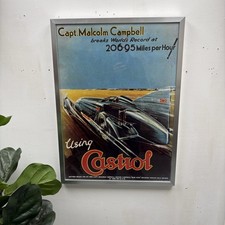 Capt. Malcolm Campbell
breaks World's Record at
206·95 Miles per Hour
Using
Castrol